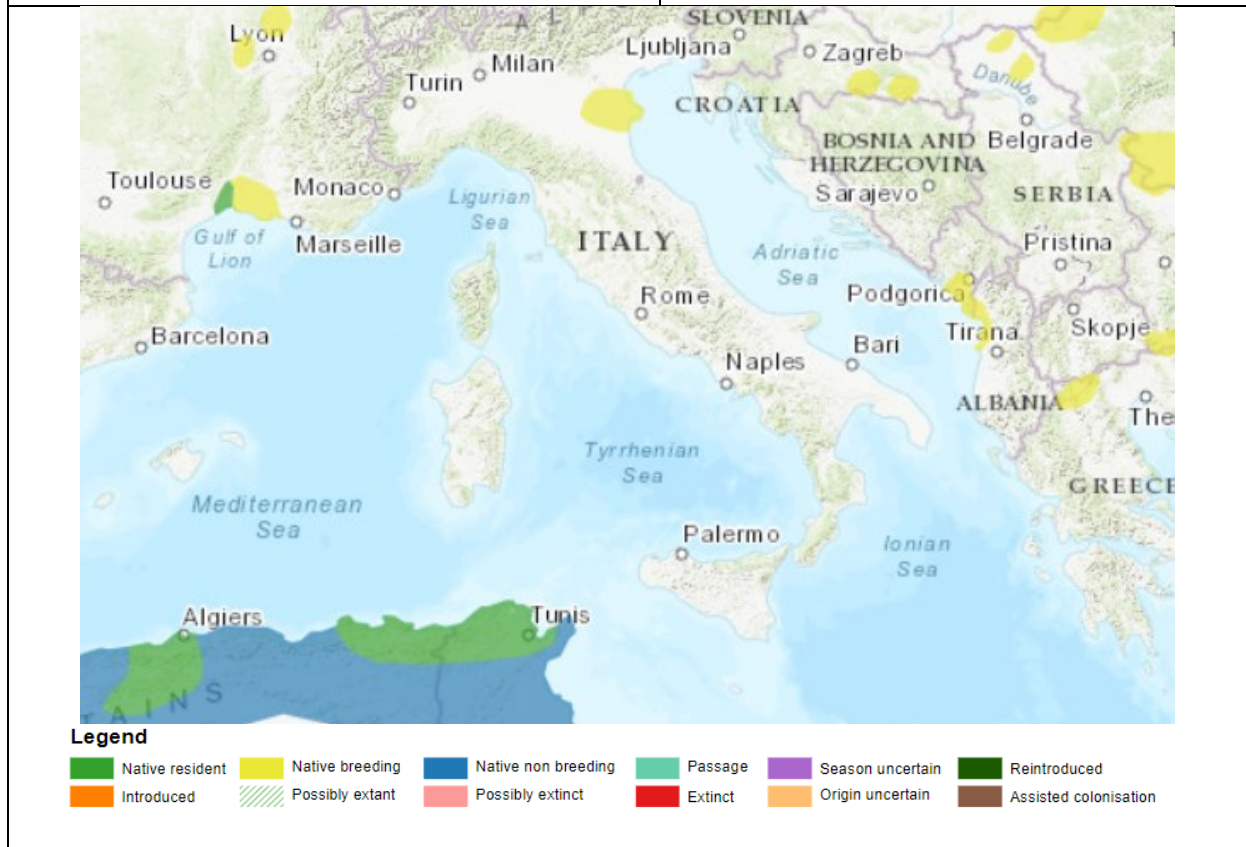 A L P
SLOVENIA
Lyon
Ljubljana
Zagreb
Milan
Turin
Danube
CROATIA
BOSNIA AND
HERZEGOVINA
Belgrade
Toulouse
Monaco
Ligurian
Sea
Sarajevo
SERBIA
Gulf of
Lion
Marseille
ITALY
Adriatic
Sea
Pristina
Rome
Podgorica
Barcelona
Tirana
Skopje
Bari
Naples
ALBANIA
The
Tyrrhenian
Sea
GREECE
Mediterranean
Sea
Palermo
Ionian
Sea
Algiers
Tunis
TAINS
Legend
Native resident Native breeding Native non breeding Passage Season uncertain Reintroduced
Introduced Possibly extant Possibly extinct Extinct Origin uncertain Assisted colonisation